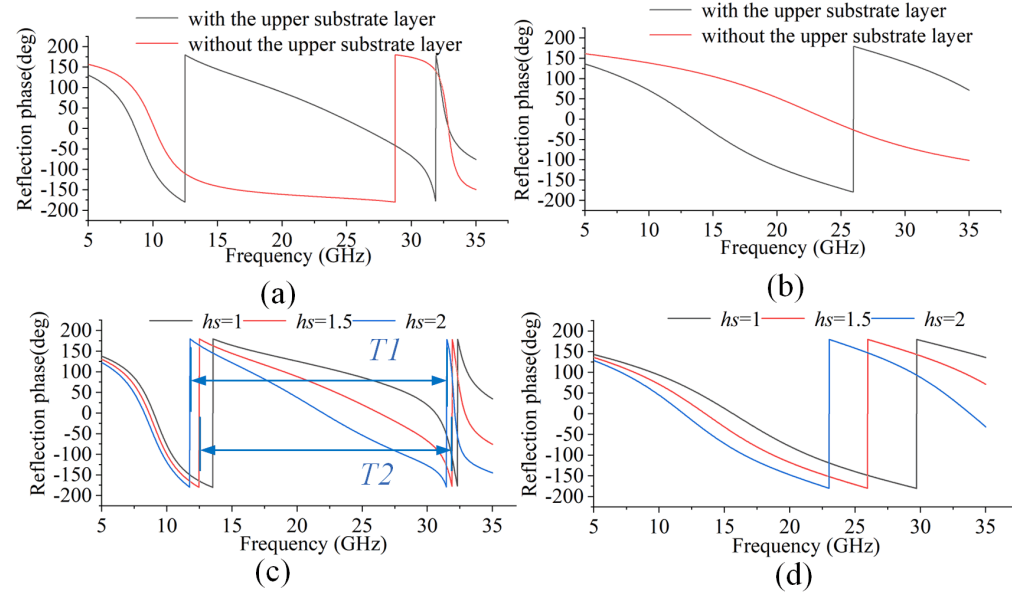 with the upper substrate layer
without the upper substrate layer
Reflection phase(deg)
200
150
100
50
0
-50
-100
-150
-200
5 10 15 20 25 30 35
Frequency (GHz)
(a)
with the upper substrate layer
without the upper substrate layer
Reflection phase(deg)
200
150
100
50
0
-50
-100
-150
-200
5 10 15 20 25 30 35
Frequency (GHz)
(b)
hs=1 hs=1.5 hs=2
Reflection phase(deg)
200
150
100
50
0
-50
-100
-150
-200
T1
T2
5 10 15 20 25 30 35
Frequency (GHz)
(c)
hs=1 hs=1.5 hs=2
Reflection phase(deg)
200
150
100
50
0
-50
-100
-150
-200
5 10 15 20 25 30 35
Frequency (GHz)
(d)